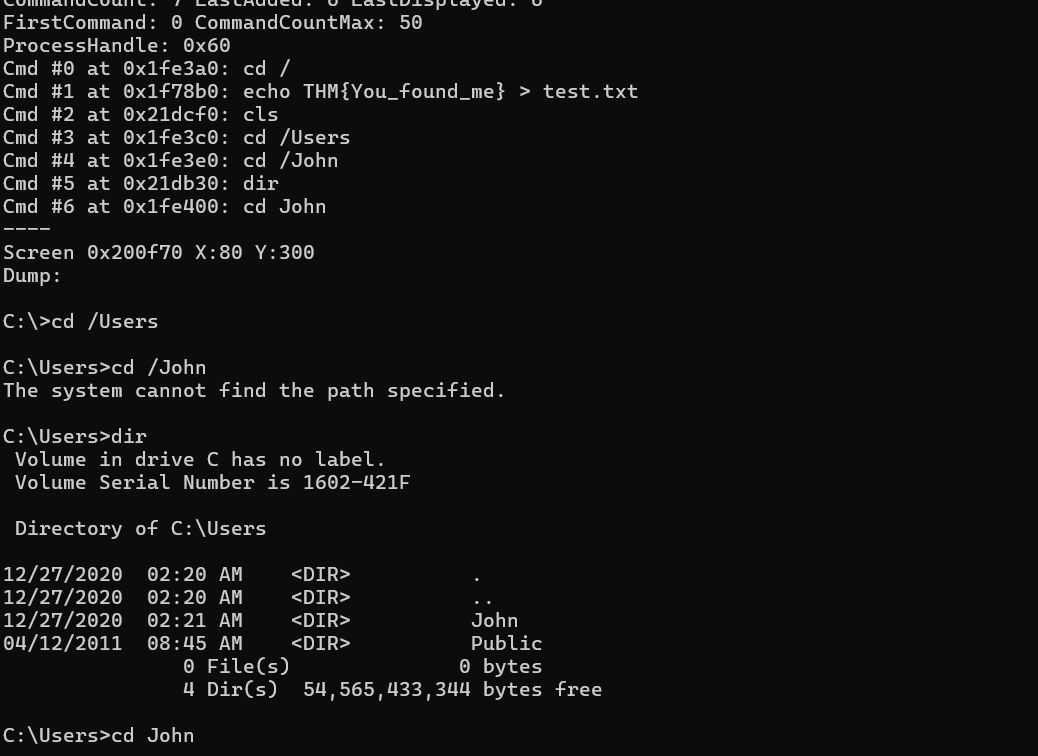 CommandCount: 7 LastAdded: 6 LastDisplayed: 6
FirstCommand: 0 CommandCountMax: 50
ProcessHandle: 0x60
Cmd #0 at 0x1fe3a0: cd /
Cmd #1 at 0x1f78b0: echo THM{You_found_me} > test.txt
Cmd #2 at 0x21dcf0: cls
Cmd #3 at 0x1fe3c0: cd /Users
Cmd #4 at 0x1fe3e0: cd /John
Cmd #5 at 0x21db30: dir
Cmd #6 at 0x1fe400: cd John
----
Screen 0x200f70 X:80 Y:300
Dump:
C:\>cd /Users
C:\Users>cd /John
The system cannot find the path specified.
C:\Users>dir
 Volume in drive C has no label.
 Volume Serial Number is 1602-421F
 Directory of C:\Users
12/27/2020  02:20 AM    <DIR>          .
12/27/2020  02:20 AM    <DIR>          ..
12/27/2020  02:21 AM    <DIR>          John
04/12/2011  08:45 AM    <DIR>          Public
               0 File(s)              0 bytes
               4 Dir(s)  54,565,433,344 bytes free
C:\Users>cd John